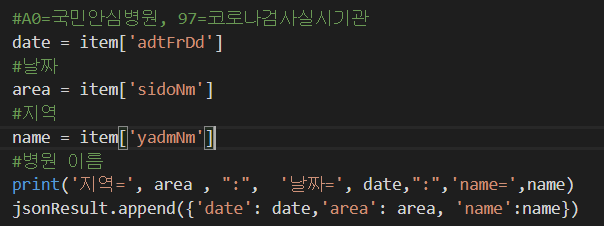 #A0=국민안심병원, 97=코로나검사실시기관
date = item['adtFrDd']
#날짜
area = item['sidoNm']
#지역
name = item['yadmNm']
#병원 이름
print('지역=', area , ":",  '날짜=', date,":",'name=',name)
jsonResult.append({'date': date,'area': area, 'name':name})